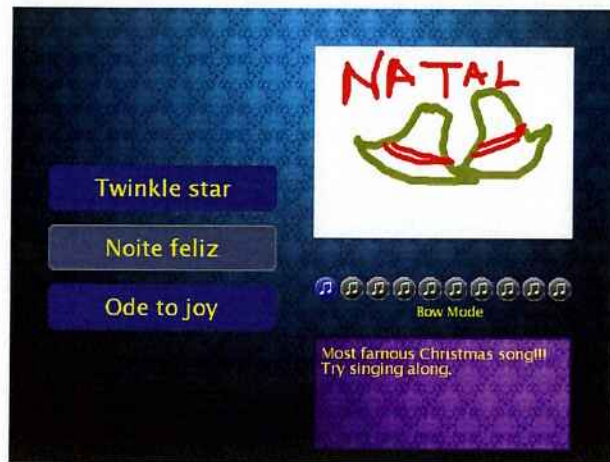 Twinkle star
Noite feliz
Ode to joy
NATAL
Bow Mode
Most famous Christmas song!!!
Try singing along.